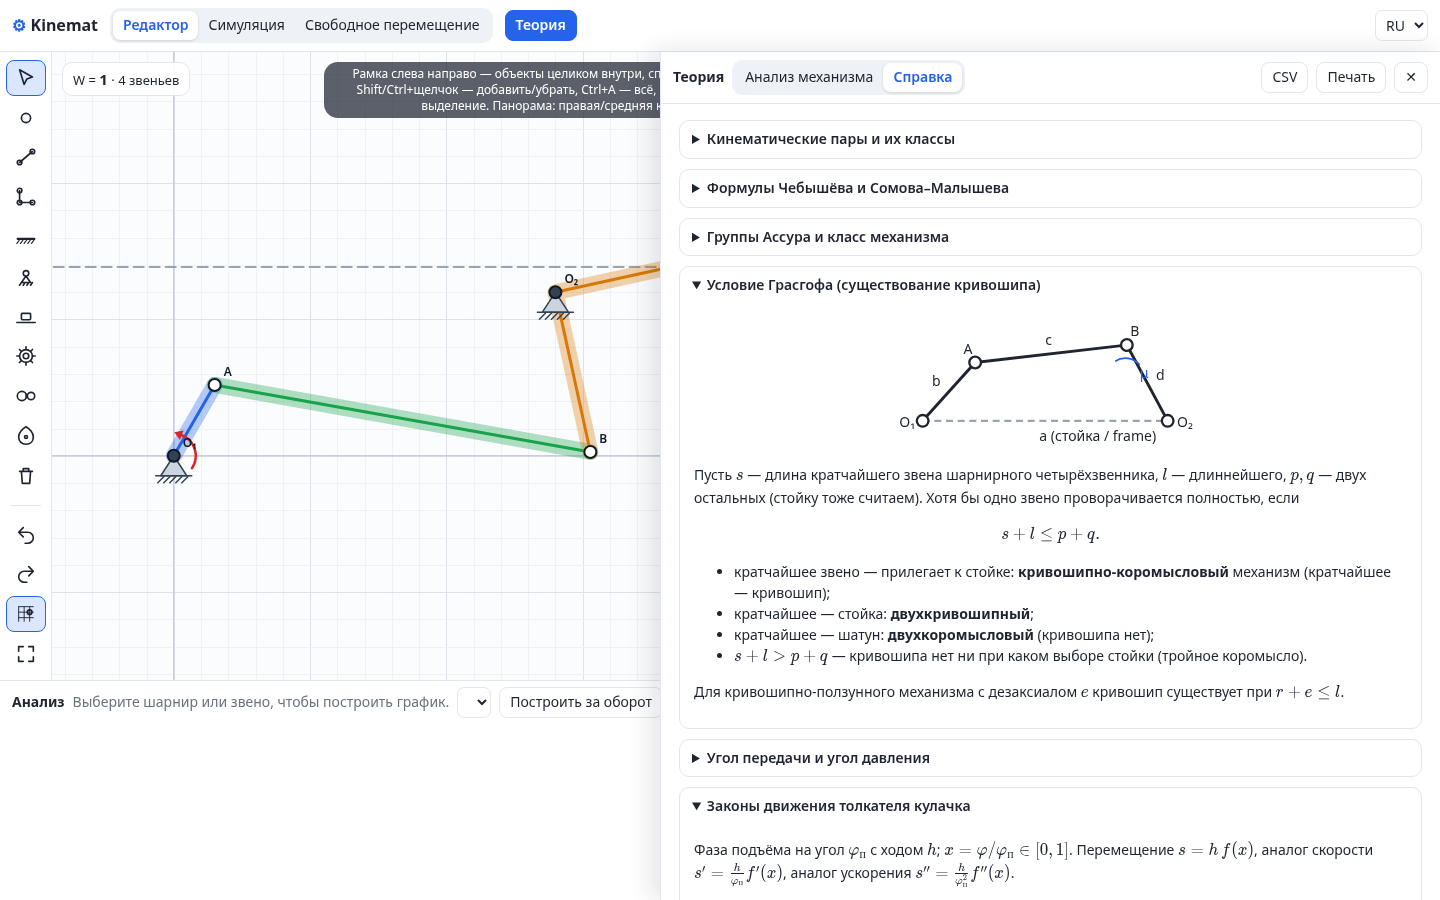 Kinemat
Редактор
Симуляция
Свободное перемещение
Теория
RU
W = 1 · 4 звеньев
Рамка слева направо — объекты целиком внутри, сп
Shift/Ctrl+щелчок — добавить/убрать, Ctrl+A — всё,
выделение. Панорама: правая/средняя к
O₂
A
O₁
B
Анализ
Выберите шарнир или звено, чтобы построить график.
Построить за оборот
Теория
Анализ механизма
Справка
CSV
Печать
✕
Кинематические пары и их классы
Формулы Чебышёва и Сомова–Малышева
Группы Ассура и класс механизма
Условие Грасгофа (существование кривошипа)
A
c
B
b
μ
d
O₁
O₂
a (стойка / frame)
Пусть s — длина кратчайшего звена шарнирного четырёхзвенника, l — длиннейшего, p, q — двух
остальных (стойку тоже считаем). Хотя бы одно звено проворачивается полностью, если
s + l ≤ p + q.
• кратчайшее звено — прилегает к стойке: кривошипно-коромысловый механизм (кратчайшее
— кривошип);
• кратчайшее — стойка: двухкривошипный;
• кратчайшее — шатун: двухкоромысловый (кривошипа нет);
• s + l > p + q — кривошипа нет ни при каком выборе стойки (тройное коромысло).
Для кривошипно-ползунного механизма с дезаксиалом e кривошип существует при r + e ≤ l.
Угол передачи и угол давления
Законы движения толкателя кулачка
Фаза подъёма на угол φп с ходом h; x = φ/φп ∈ [0, 1]. Перемещение s = h f(x), аналог скорости
s′ = h/φп f′(x), аналог ускорения s″ = h/φп² f″(x).